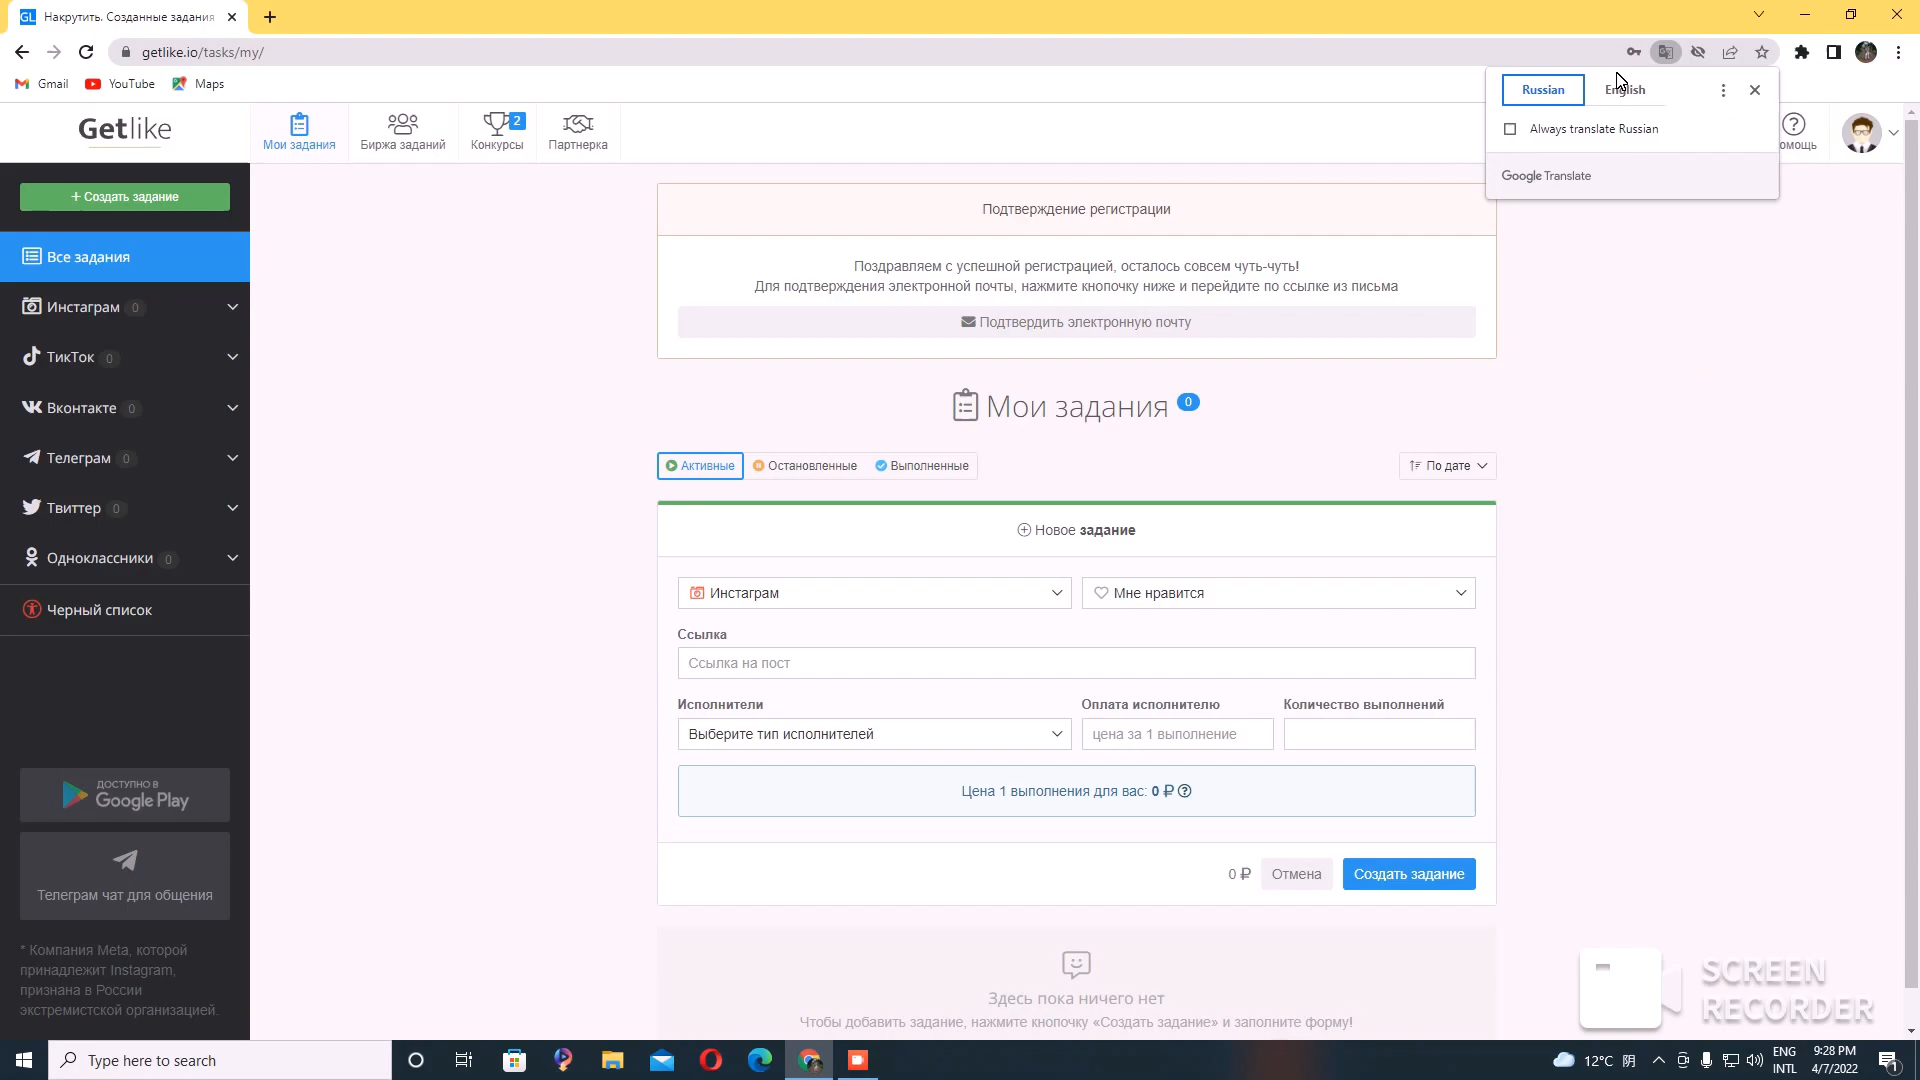 Накрутить. Созданные задания
getlike.io/tasks/my/
Gmail
YouTube
Maps
Russian
English
Always translate Russian
Google Translate
Getlike
Мои задания
Биржа заданий
2
Конкурсы
Партнерка
омощь
+ Создать задание
Все задания
Инстаграм 0
ТикТок 0
Вконтакте 0
Телеграм 0
Твиттер 0
Одноклассники 0
Черный список
ДОСТУПНО В
Google Play
Телеграм чат для общения
* Компания Meta, которой
принадлежит Instagram,
признана в России
экстремистской организацией.
Подтверждение регистрации
Поздравляем с успешной регистрацией, осталось совсем чуть-чуть!
Для подтверждения электронной почты, нажмите кнопочку ниже и перейдите по ссылке из письма
Подтвердить электронную почту
Мои задания 0
Активные
Остановленные
Выполненные
По дате
Новое задание
Инстаграм
Мне нравится
Ссылка
Ссылка на пост
Исполнители
Оплата исполнителю
Количество выполнений
Выберите тип исполнителей
цена за 1 выполнение
Цена 1 выполнения для вас: 0 ₽
0 ₽
Отмена
Создать задание
Здесь пока ничего нет
Чтобы добавить задание, нажмите кнопочку «Создать задание» и заполните форму!
SCREEN
RECORDER
Type here to search
12°C 阴
ENG
INTL
9:28 PM
4/7/2022
1